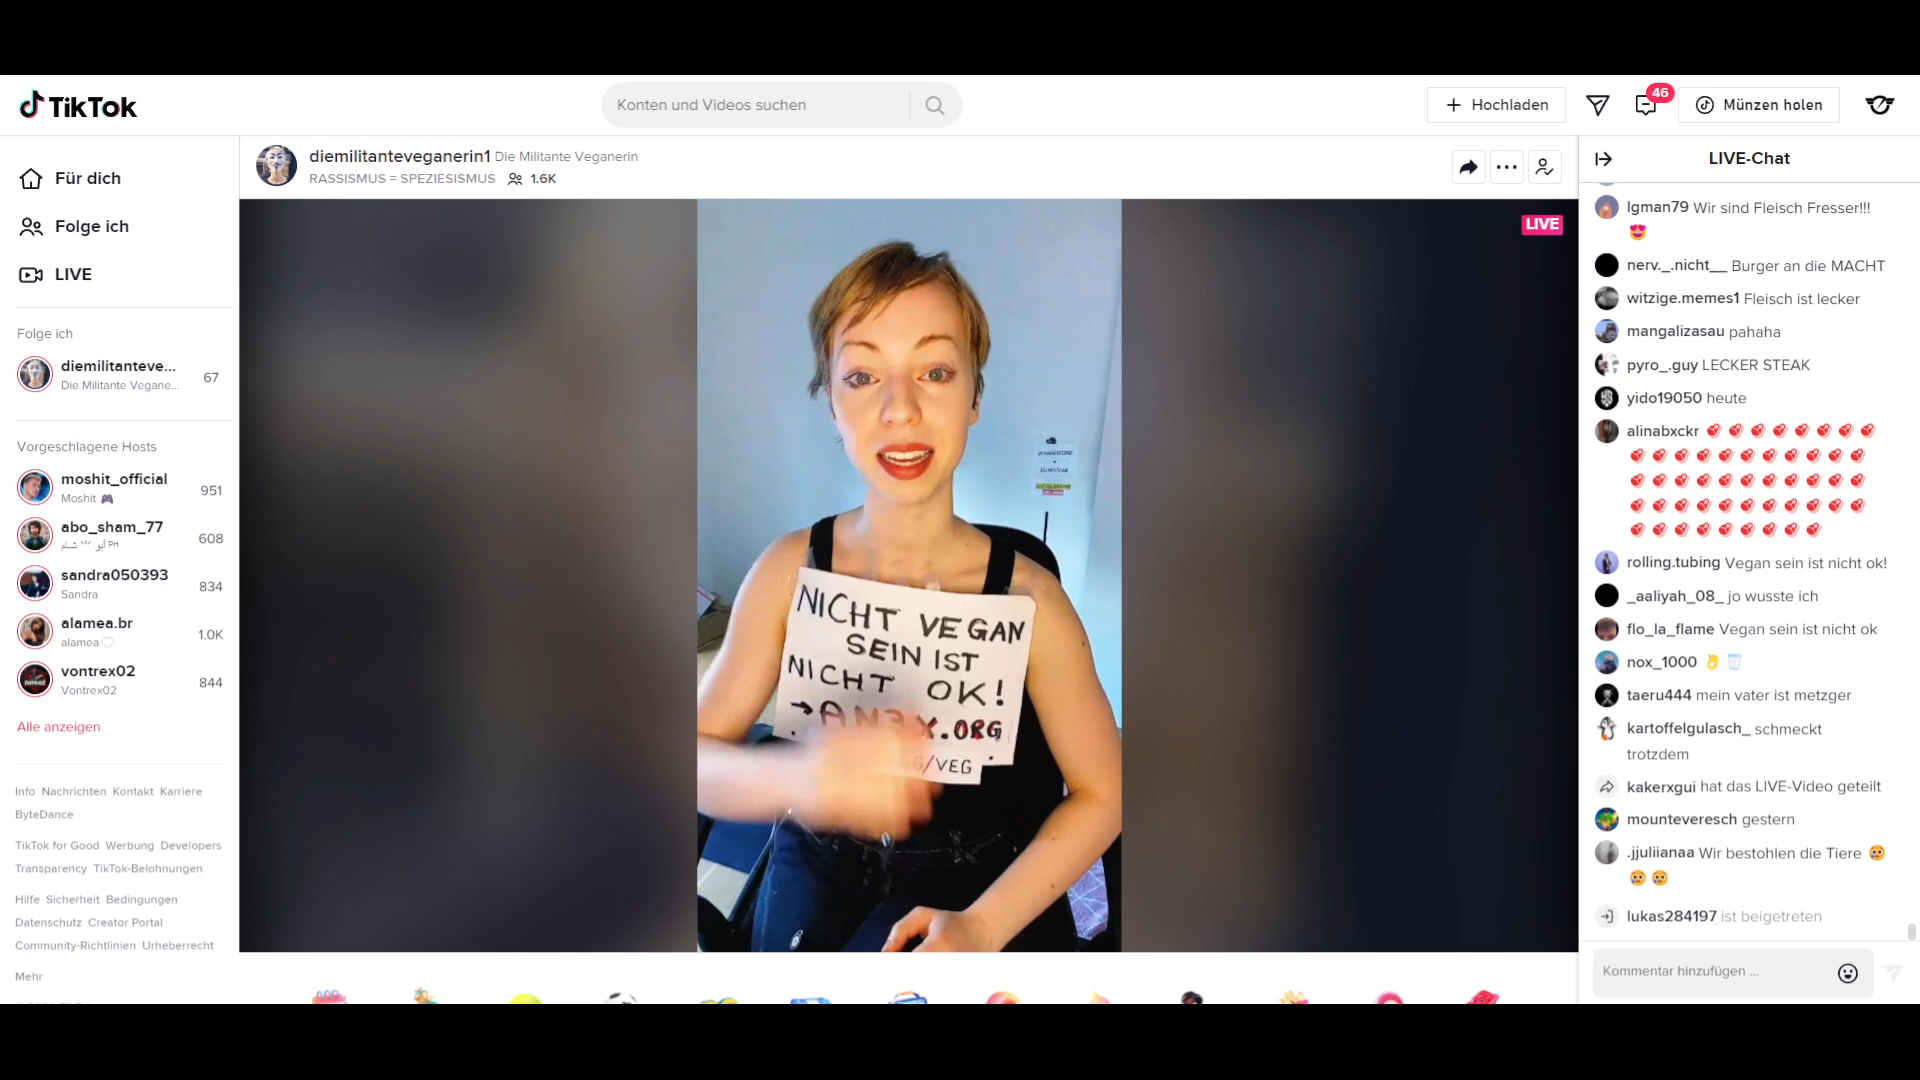 TikTok
Konten und Videos suchen
Hochladen
46
Münzen holen
Für dich
Folge ich
LIVE
Folge ich
diemilitanteve...
Die Militante Vegane...
67
Vorgeschlagene Hosts
moshit_official
Moshit
951
abo_sham_77
608
sandra050393
Sandra
834
alamea.br
alamea
1.0K
vontrex02
Vontrex02
844
Alle anzeigen
Info Nachrichten Kontakt Karriere
ByteDance
TikTok for Good Werbung Developers
Transparency TikTok-Belohnungen
Hilfe Sicherheit Bedingungen
Datenschutz Creator Portal
Community-Richtlinien Urheberrecht
Mehr
diemilitanteveganerin1 Die Militante Veganerin
RASSISMUS = SPEZIESISMUS 1.6K
LIVE
NICHT VEGAN
SEIN IST
NICHT OK!
→ .ORG
/VEG
LIVE-Chat
lgman79 Wir sind Fleisch Fresser!!! 😍
nerv._.nicht__ Burger an die MACHT
witzige.memes1 Fleisch ist lecker
mangalizasau pahaha
pyro_.guy LECKER STEAK
yido19050 heute
alinabxckr 🥩🥩🥩🥩🥩🥩🥩🥩
🥩🥩🥩🥩🥩🥩🥩🥩🥩🥩🥩
🥩🥩🥩🥩🥩🥩🥩🥩🥩🥩🥩
🥩🥩🥩🥩🥩🥩🥩🥩🥩🥩🥩
🥩🥩🥩🥩🥩🥩🥩🥩🥩
rolling.tubing Vegan sein ist nicht ok!
_aaliyah_08_ jo wusste ich
flo_la_flame Vegan sein ist nicht ok
nox_1000 👌 🥛
taeru444 mein vater ist metzger
kartoffelgulasch_ schmeckt
trotzdem
kakerxgui hat das LIVE-Video geteilt
mounteveresch gestern
.jjuliianaa Wir bestohlen die Tiere 😢
😢 😢
lukas284197 ist beigetreten
Kommentar hinzufügen ...